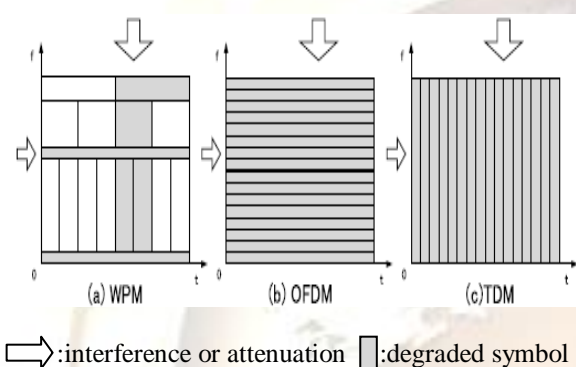 f f f
0 t 0 t 0 t
(a) WPM (b) OFDM (c)TDM
:interference or attenuation :degraded symbol